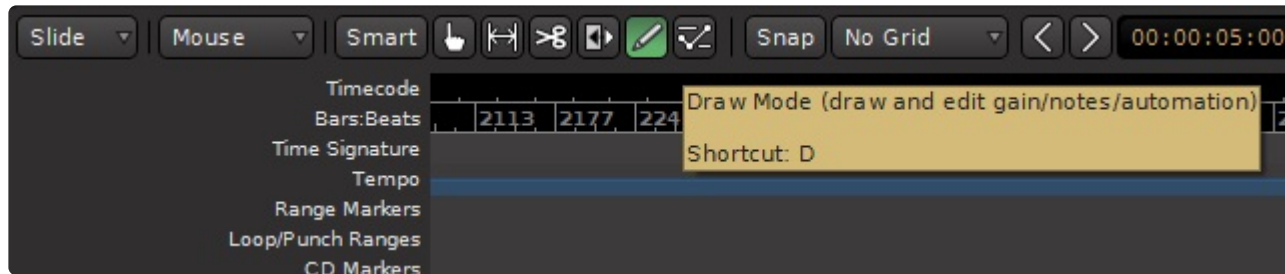 Slide Mouse Smart Snap No Grid 00:00:05:00
Timecode
Bars:Beats 2113 2177 224
Draw Mode (draw and edit gain/notes/automation)
Shortcut: D
Time Signature
Tempo
Range Markers
Loop/Punch Ranges
CD Markers